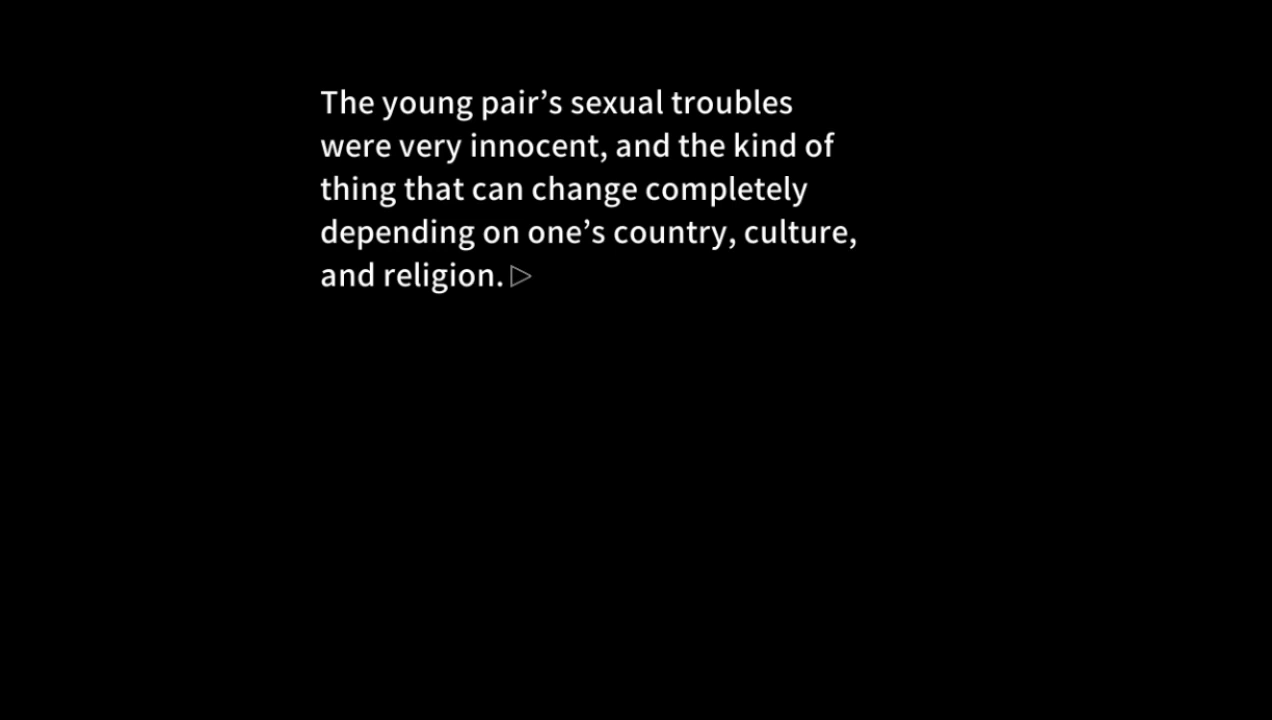 The young pair’s sexual troubles
were very innocent, and the kind of
thing that can change completely
depending on one’s country, culture,
and religion.